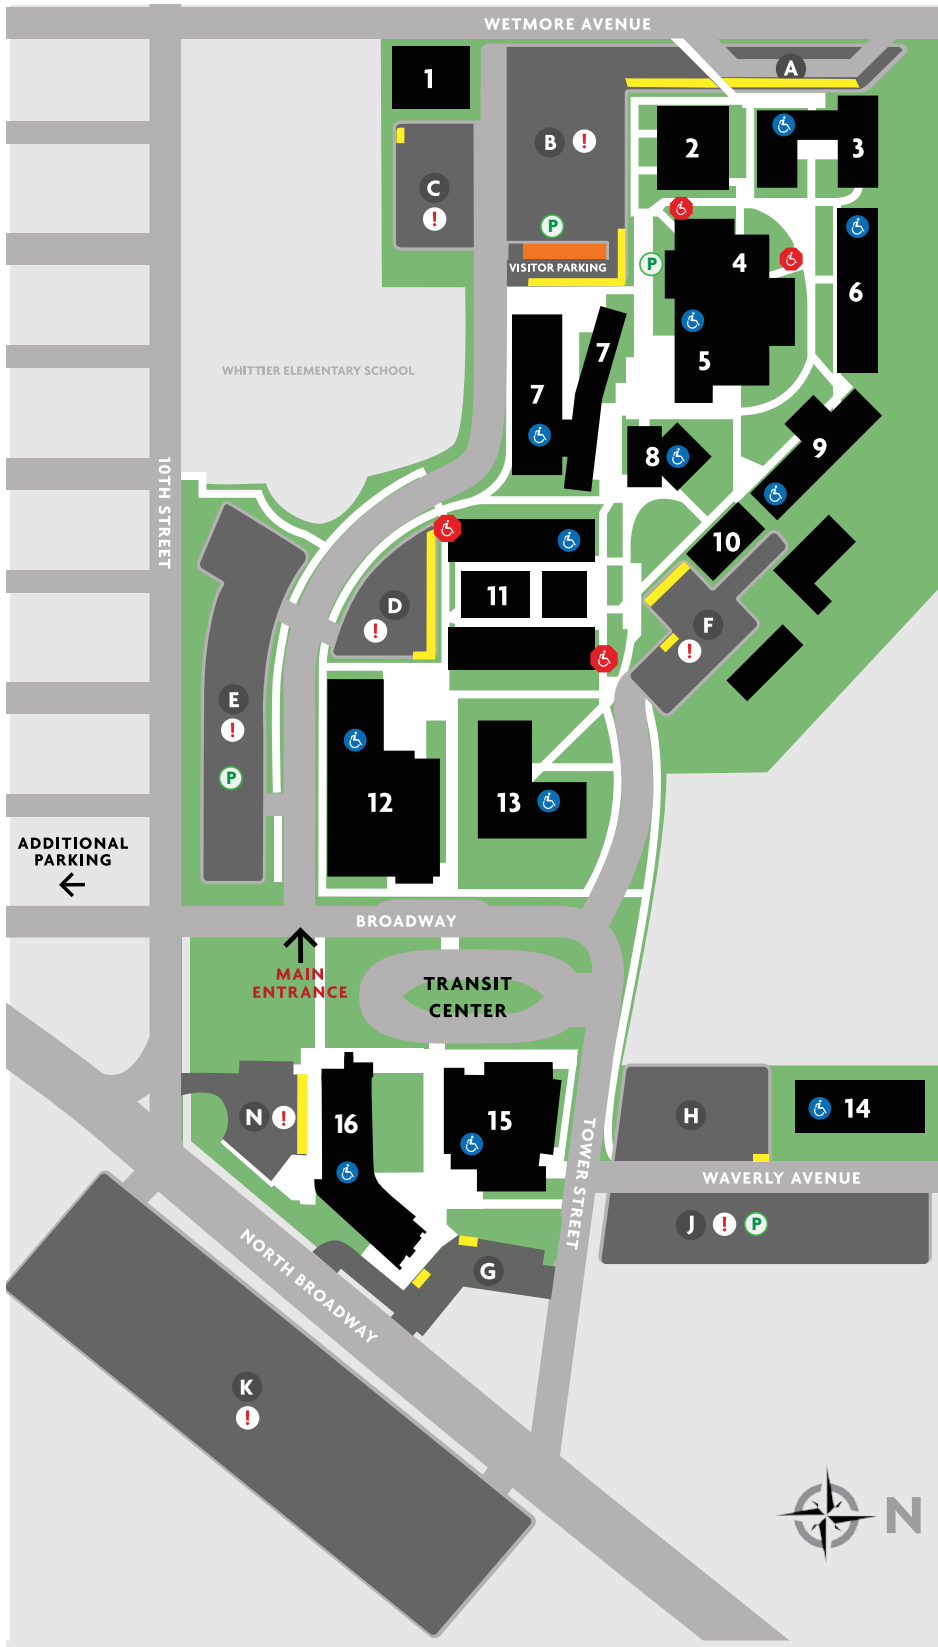 WETMORE AVENUE
A
1
B !
2
3
C
!
P
4
P
VISITOR PARKING
6
7
5
WHITTIER ELEMENTARY SCHOOL
7
8
9
10TH STREET
10
11
D
!
F
!
E
!
P
12
13
ADDITIONAL
PARKING
BROADWAY
MAIN
ENTRANCE
TRANSIT
CENTER
N !
16
15
H
14
TOWER STREET
WAVERLY AVENUE
J ! P
NORTH BROADWAY
G
K
!
N